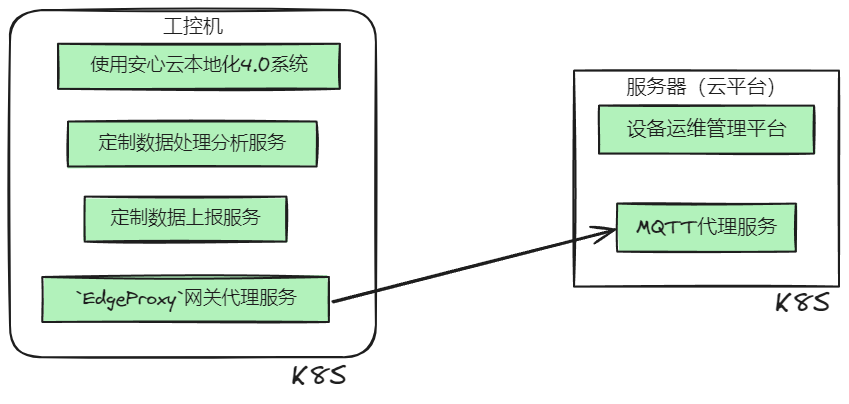 工控机
使用安心云本地化4.0系统
定制数据处理分析服务
定制数据上报服务
`EdgeProxy`网关代理服务
K8S
服务器（云平台）
设备运维管理平台
MQTT代理服务
K8S